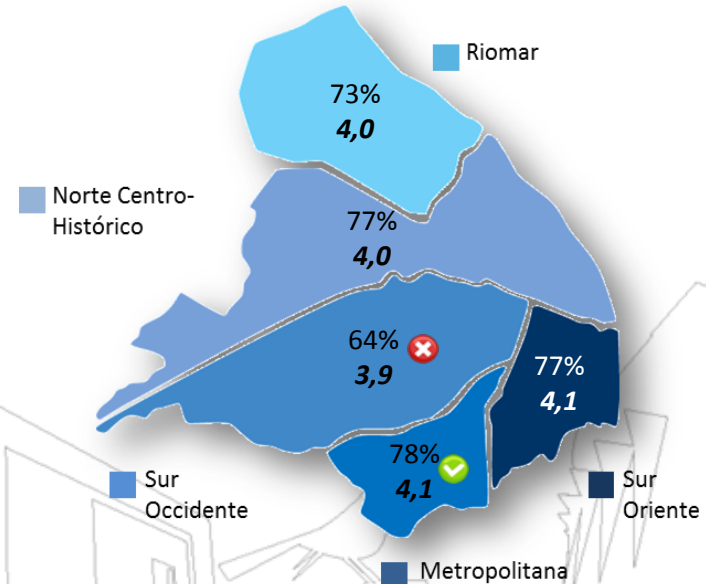 Riomar
73%
4,0
Norte Centro-
Histórico
77%
4,0
64%
3,9
77%
4,1
78%
4,1
Sur
Occidente
Sur
Oriente
Metropolitana